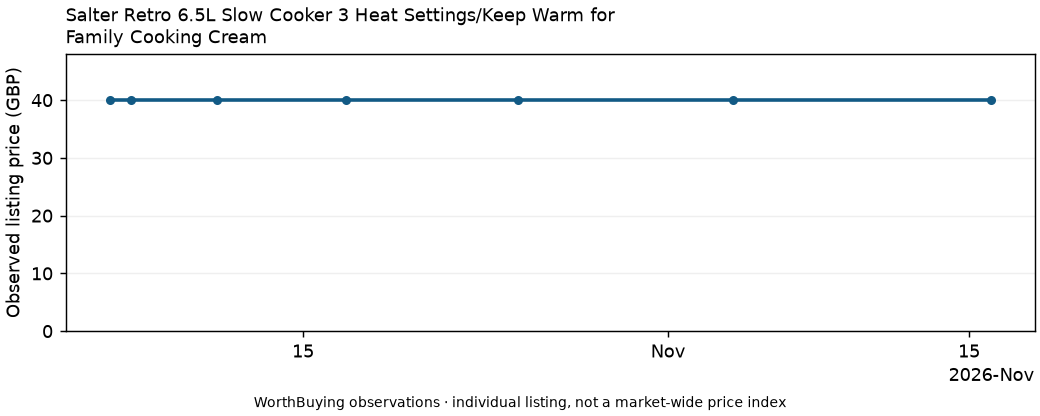 Salter Retro 6.5L Slow Cooker 3 Heat Settings/Keep Warm for
Family Cooking Cream
Observed listing price (GBP)
40
30
20
10
0
15
Nov
15
2026-Nov
WorthBuying observations · individual listing, not a market-wide price index